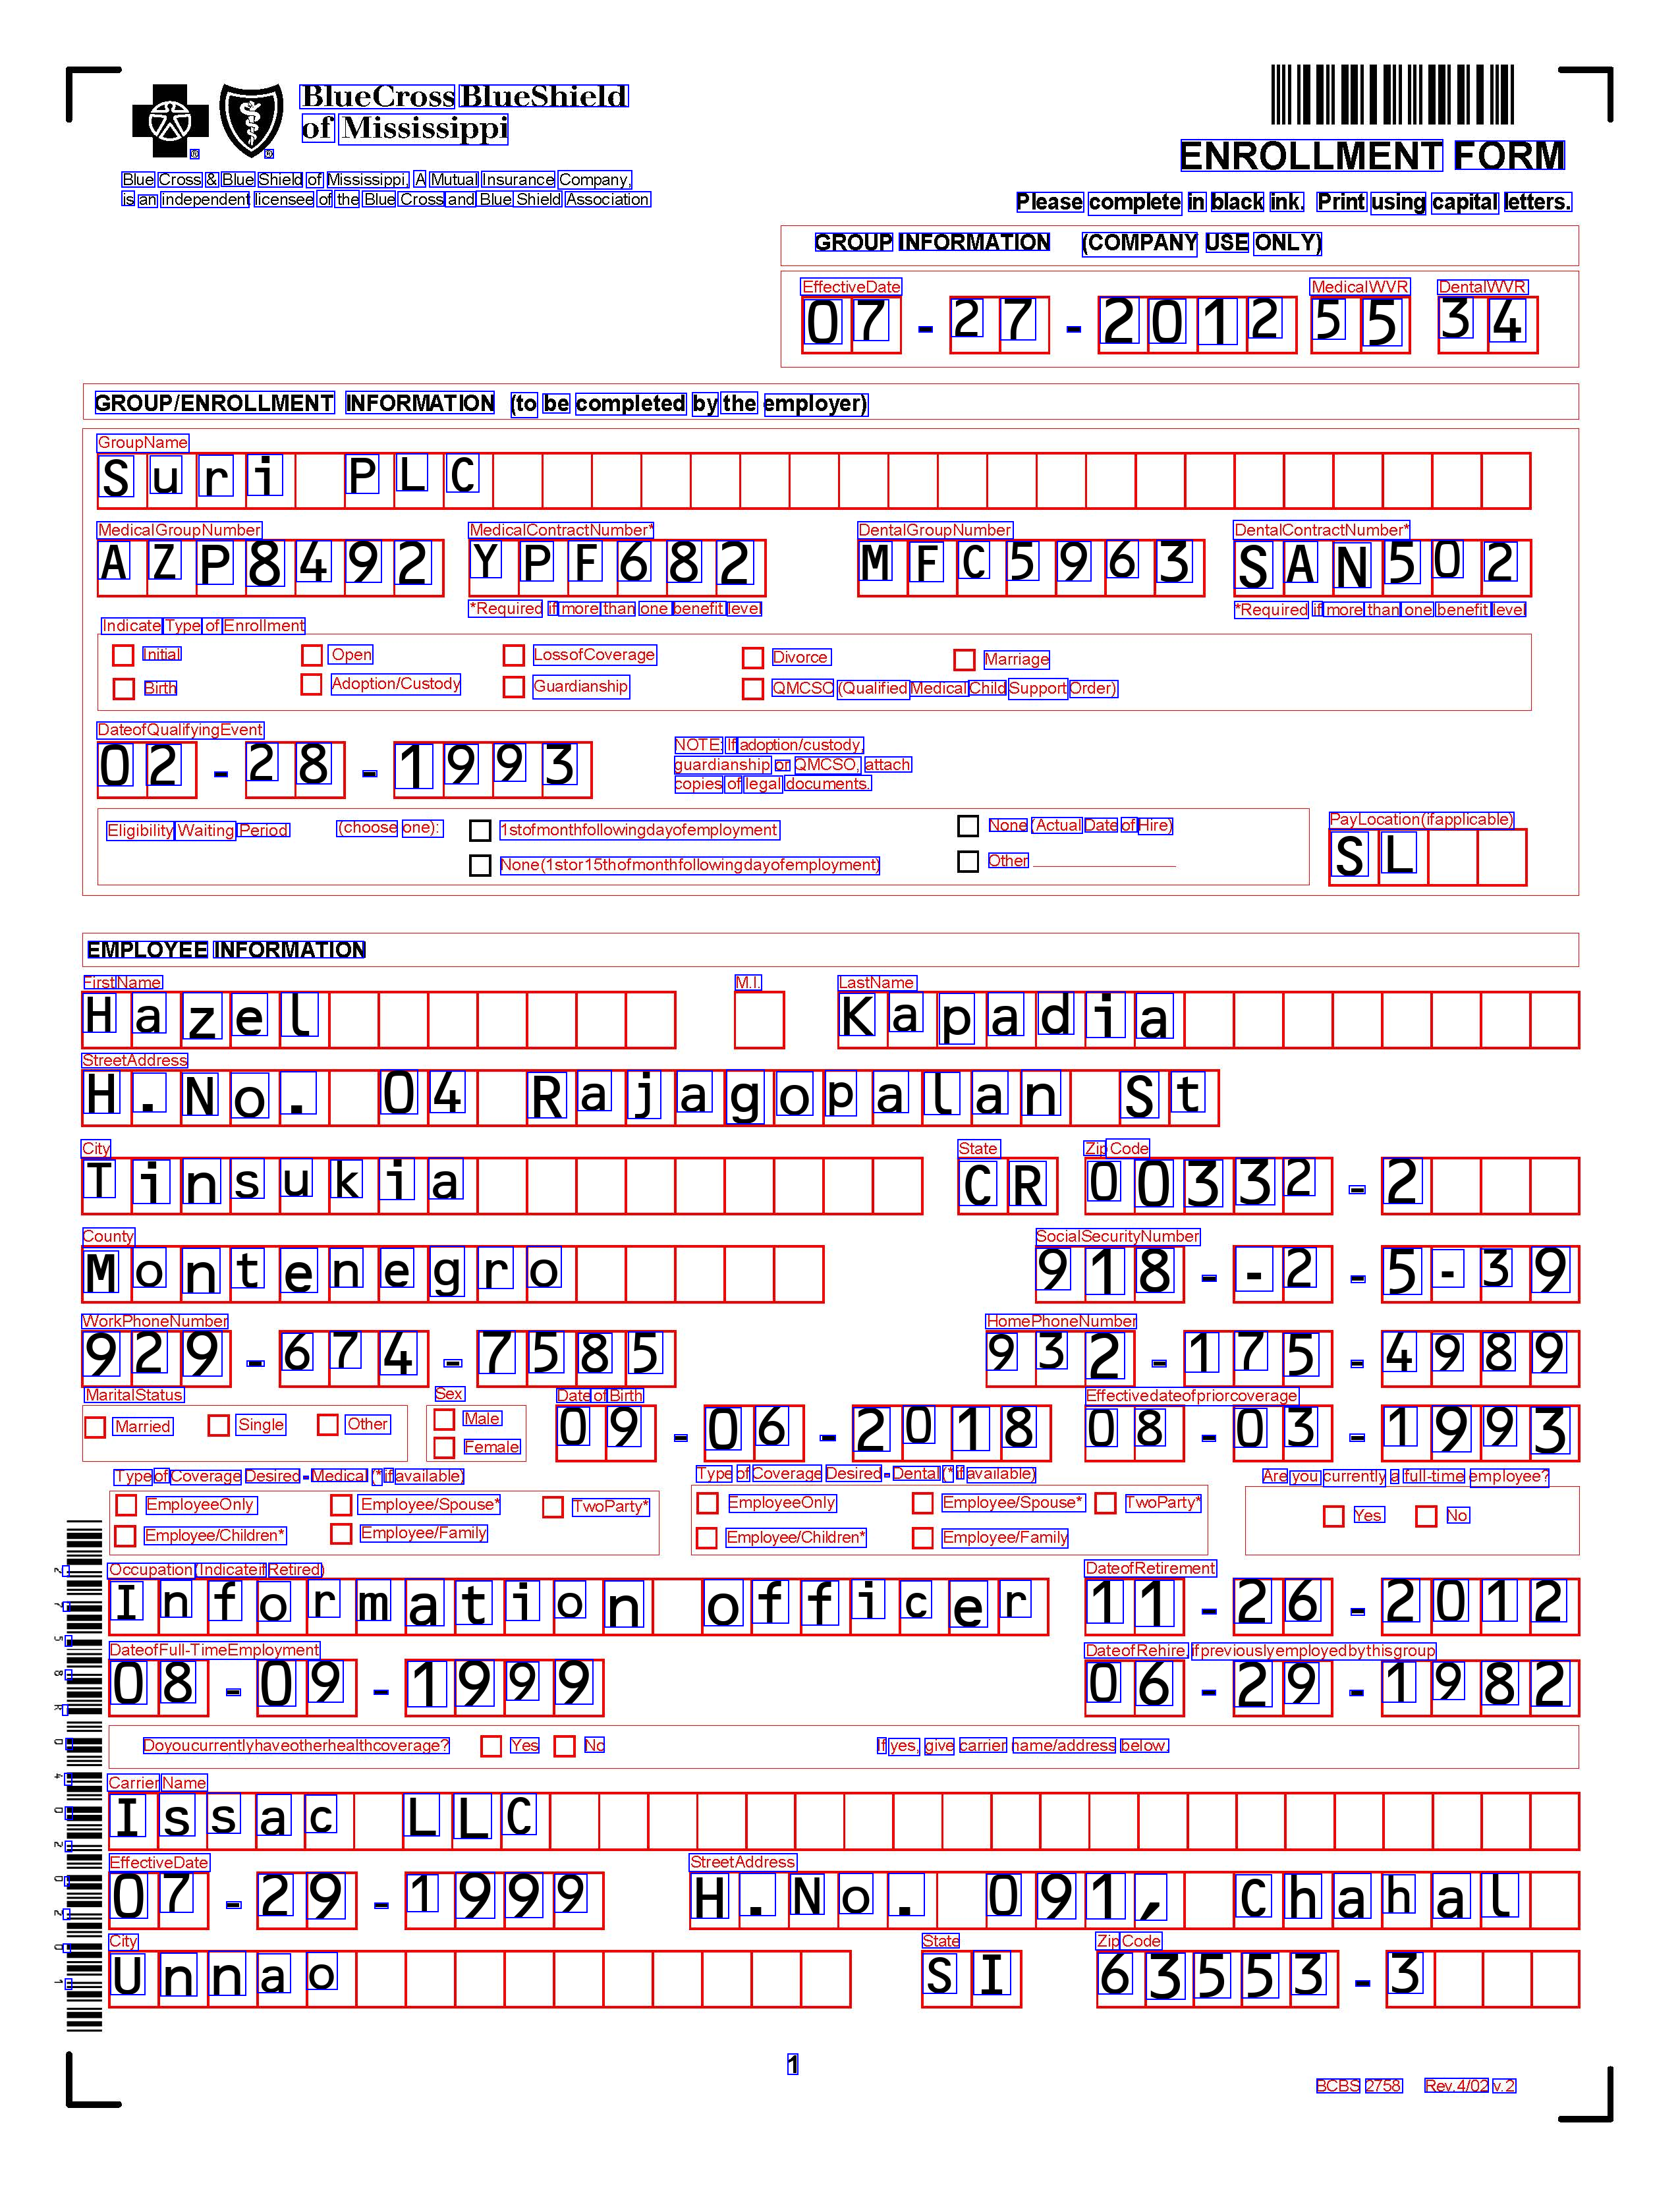 BlueCross BlueShield
of Mississippi
® ®
Blue Cross & Blue Shield of Mississippi, A Mutual Insurance Company,
is an independent licensee of the Blue Cross and Blue Shield Association
ENROLLMENT FORM
Please complete in black ink. Print using capital letters.
GROUP INFORMATION (COMPANY USE ONLY)
EffectiveDate MedicalWVR DentalWVR
07-27-2012 55 34
GROUP/ENROLLMENT INFORMATION (to be completed by the employer)
GroupName
Suri PLC
MedicalGroupNumber MedicalContractNumber* DentalGroupNumber DentalContractNumber*
AZP8492 YPF682 MFC5963 SAN502
*Required if more than one benefit level *Required if more than one benefit level
Indicate Type of Enrollment
Initial Open LossofCoverage Divorce Marriage
Birth Adoption/Custody Guardianship QMCSO (Qualified Medical Child Support Order)
DateofQualifyingEvent
02-28-1993
NOTE: If adoption/custody,
guardianship or QMCSO, attach
copies of legal documents.
Eligibility Waiting Period (choose one): 1stofmonthfollowingdayofemployment None (Actual Date of Hire)
None(1stor15thofmonthfollowingdayofemployment) Other
PayLocation(ifapplicable)
SL
EMPLOYEE INFORMATION
FirstName M.I. LastName
Hazel Kapadia
StreetAddress
H.No. 04 Rajagopalan St
City State Zip Code
Tinsukia CR 00332-2
County SocialSecurityNumber
Montenegro 918--2-5-39
WorkPhoneNumber HomePhoneNumber
929-674-7585 932-175-4989
MaritalStatus Sex Date of Birth Effectivedateofpriorcoverage
Married Single Other Male Female 09-06-2018 08-03-1993
Type of Coverage Desired - Medical (* if available) Type of Coverage Desired - Dental (* if available) Are you currently a full-time employee?
EmployeeOnly Employee/Spouse* TwoParty* EmployeeOnly Employee/Spouse* TwoParty* Yes No
Employee/Children* Employee/Family Employee/Children* Employee/Family
Occupation (Indicate if Retired) DateofRetirement
Information officer 11-26-2012
DateofFull-TimeEmployment DateofRehire, ifpreviouslyemployedbythisgroup
08-09-1999 06-29-1982
Doyoucurrentlyhaveotherhealthcoverage? Yes No If yes, give carrier name/address below.
Carrier Name
Issac LLC
EffectiveDate StreetAddress
07-29-1999 H.No. 091, Chahal
City State Zip Code
Unnao SI 63553-3
1
BCBS 2758 Rev.4/02 v.2